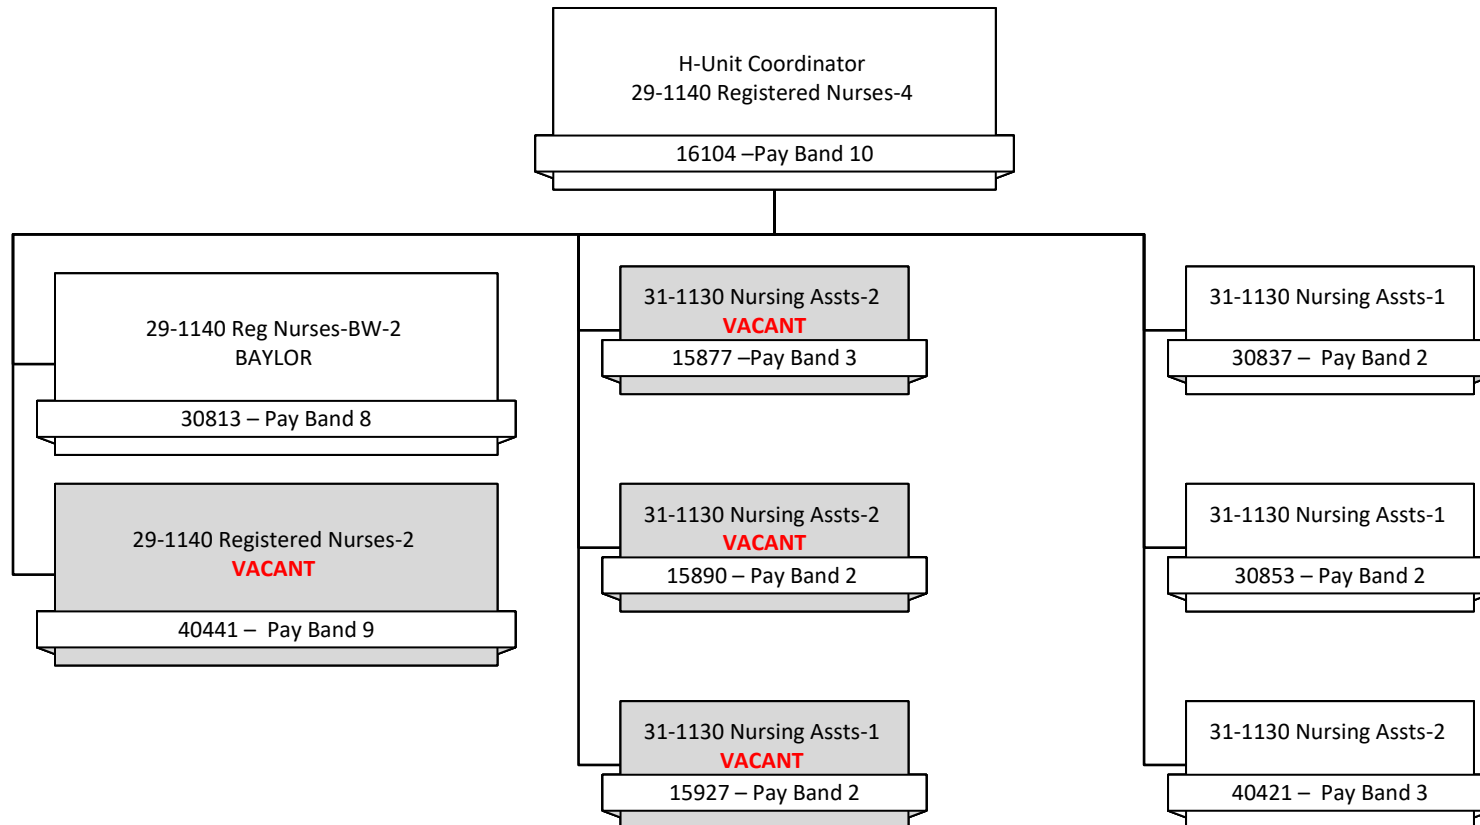 H-Unit Coordinator
29-1140 Registered Nurses-4
16104 –Pay Band 10
29-1140 Reg Nurses-BW-2
BAYLOR
30813 – Pay Band 8
29-1140 Registered Nurses-2
VACANT
40441 –  Pay Band 9
31-1130 Nursing Assts-2
VACANT
15877 –Pay Band 3
31-1130 Nursing Assts-2
VACANT
15890 – Pay Band 2
31-1130 Nursing Assts-1
VACANT
15927 – Pay Band 2
31-1130 Nursing Assts-1
30837 –  Pay Band 2
31-1130 Nursing Assts-1
30853 – Pay Band 2
31-1130 Nursing Assts-2
40421 –  Pay Band 3